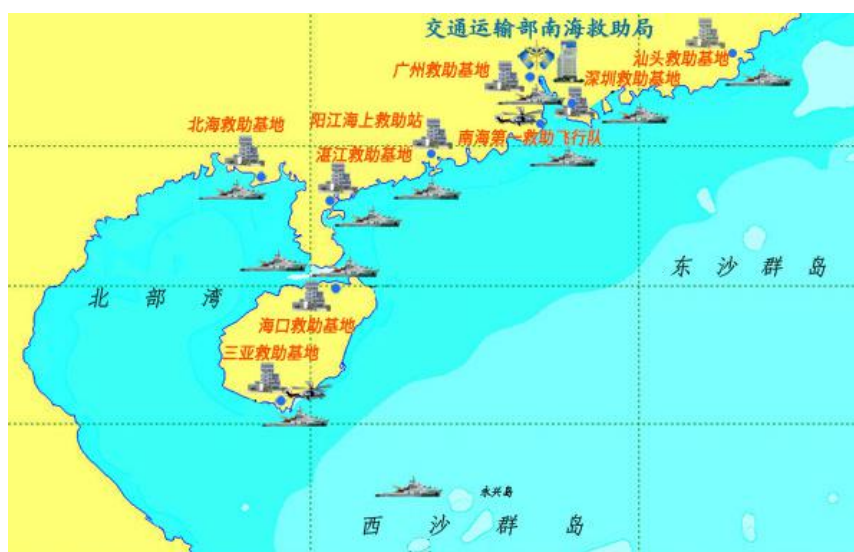 交通运输部南海救助局
汕头救助基地
广州救助基地
深圳救助基地
阳江海上救助站
北海救助基地
南海第一救助飞行队
湛江救助基地
东沙群岛
北部湾
海口救助基地
三亚救助基地
永兴岛
西沙群岛